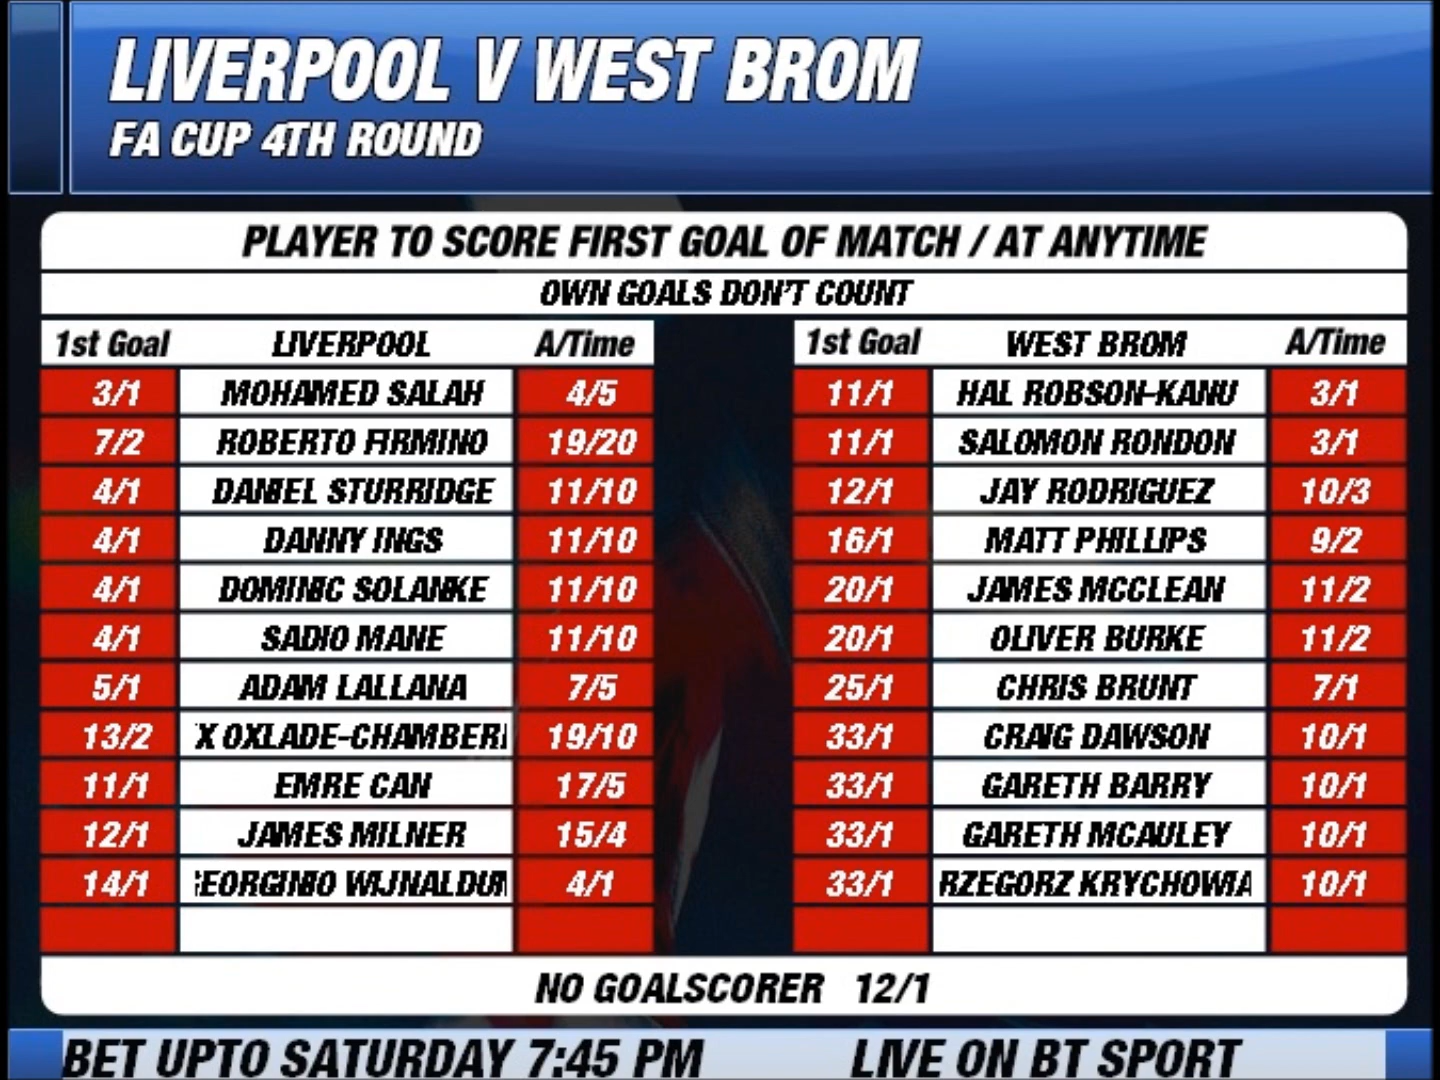 LIVERPOOL V WEST BROM
FA CUP 4TH ROUND
PLAYER TO SCORE FIRST GOAL OF MATCH / AT ANYTIME
OWN GOALS DON'T COUNT
1st Goal LIVERPOOL A/Time 1st Goal WEST BROM A/Time
3/1 MOHAMED SALAH 4/5 11/1 HAL ROBSON-KANU 3/1
7/2 ROBERTO FIRMINO 19/20 11/1 SALOMON RONDON 3/1
4/1 DANIEL STURRIDGE 11/10 12/1 JAY RODRIGUEZ 10/3
4/1 DANNY INGS 11/10 16/1 MATT PHILLIPS 9/2
4/1 DOMINIC SOLANKE 11/10 20/1 JAMES MCCLEAN 11/2
4/1 SADIO MANE 11/10 20/1 OLIVER BURKE 11/2
5/1 ADAM LALLANA 7/5 25/1 CHRIS BRUNT 7/1
13/2 X OXLADE-CHAMBERL 19/10 33/1 CRAIG DAWSON 10/1
11/1 EMRE CAN 17/5 33/1 GARETH BARRY 10/1
12/1 JAMES MILNER 15/4 33/1 GARETH MCAULEY 10/1
14/1 GEORGINIO WIJNALDUM 4/1 33/1 RZEGORZ KRYCHOWIA 10/1
NO GOALSCORER 12/1
BET UPTO SATURDAY 7:45 PM LIVE ON BT SPORT